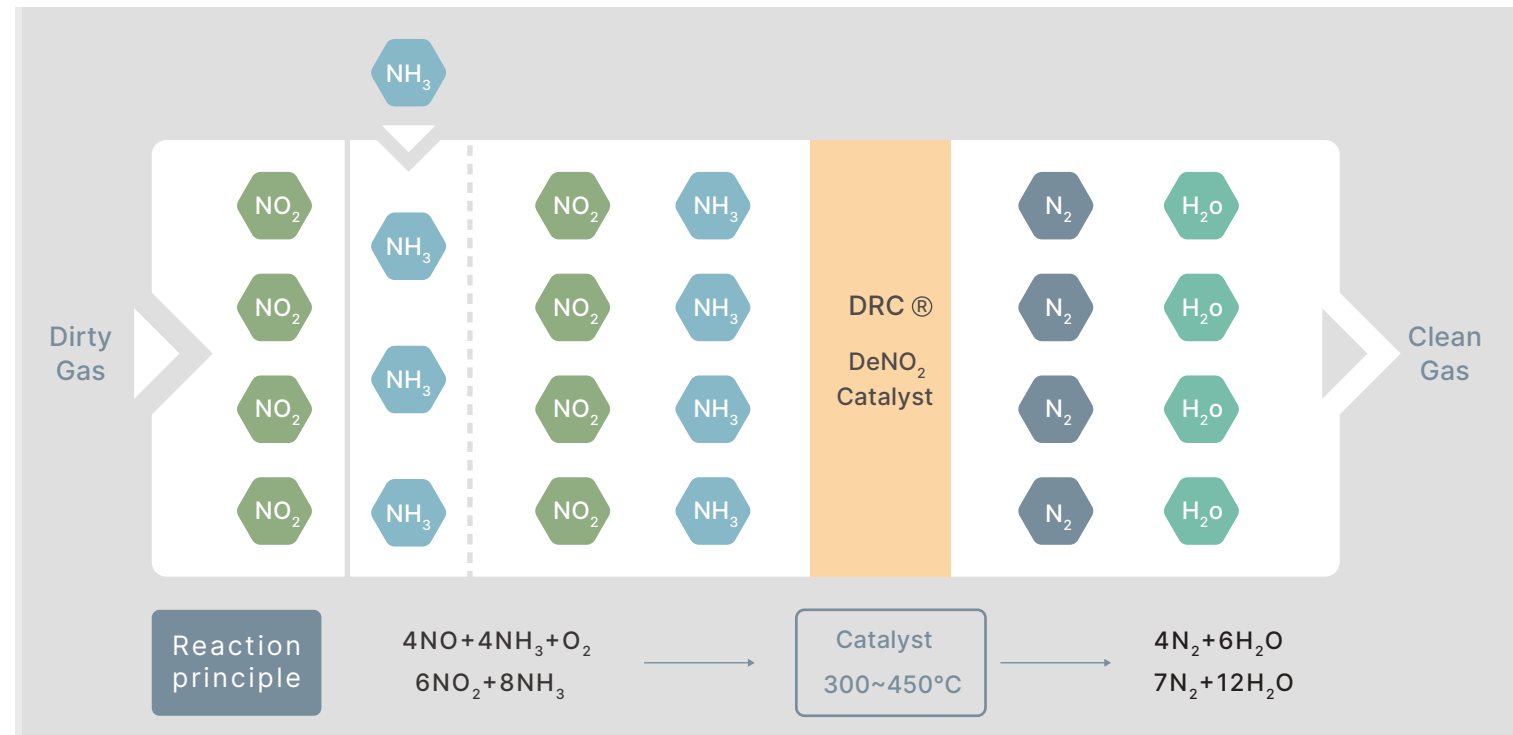 NH₃
NO₂ NO₂ NH₃ N₂ H₂o
NH₃
NO₂ NO₂ NH₃ N₂ H₂o
DRC ®
Dirty
Gas
DeNO₂
Catalyst
Clean
Gas
NH₃
NO₂ NO₂ NH₃ N₂ H₂o
NO₂ NH₃ NO₂ NH₃ N₂ H₂o
Reaction
principle
4NO+4NH₃+O₂
6NO₂+8NH₃
Catalyst
300~450°C
4N₂+6H₂O
7N₂+12H₂O